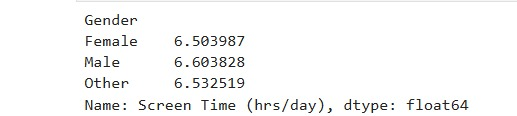 Gender
Female    6.503987
Male      6.603828
Other     6.532519
Name: Screen Time (hrs/day), dtype: float64